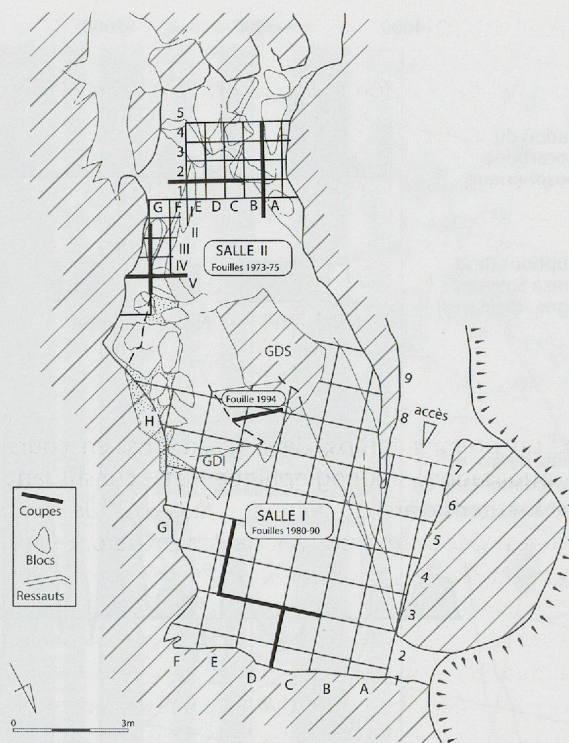 5
4
3
2
1
G F E D C B A
II
III
IV
V
SALLE II
Fouilles 1973-75
GDS
9
Fouille 1994
8
accès
H
GDI
7
6
G
SALLE I
Fouilles 1980-90
5
4
3
2
1
F E D C B A
Coupes
Blocs
Ressauts
0 3m